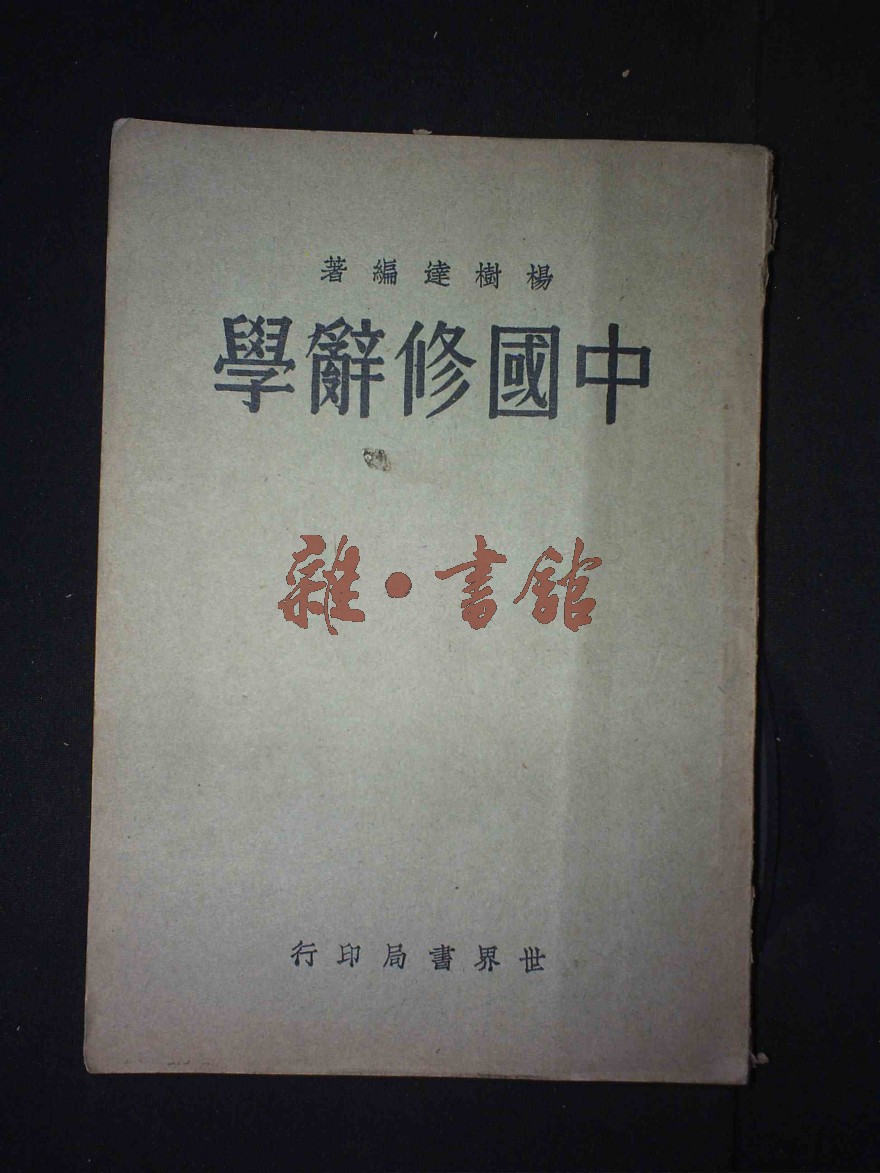 楊樹達編著
中國修辭學
雜·書館
世界書局印行